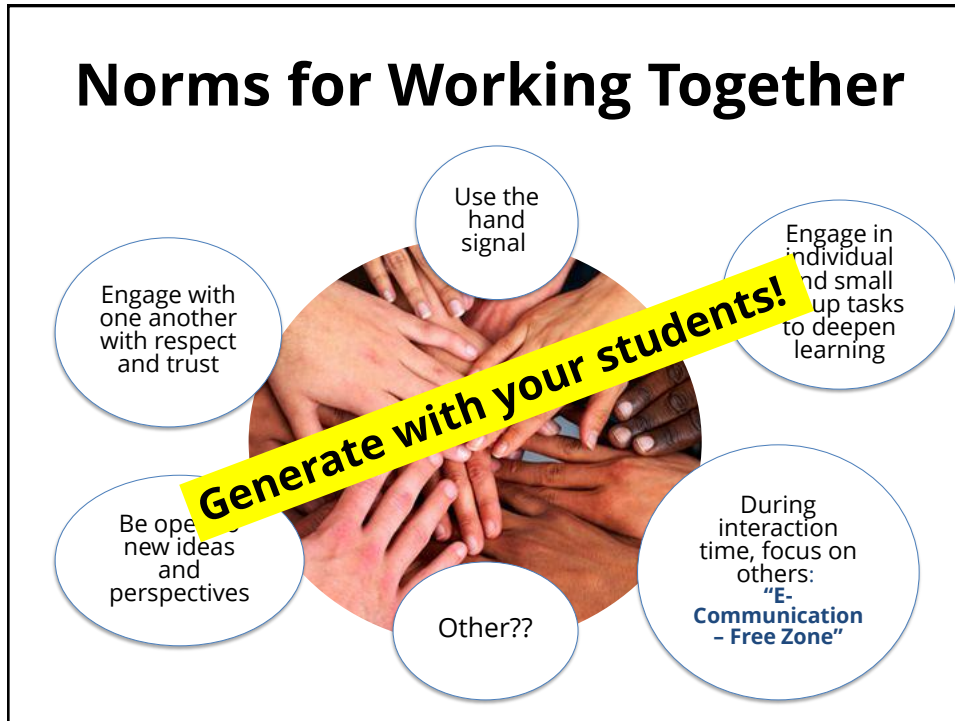 Norms for Working Together
Use the
hand
signal
Engage in
individual
and small
up tasks
to deepen
learning
Engage with
one another
with respect
and trust
Generate with your students!
Be open
new ideas
and
perspectives
During
interaction
time, focus on
others:
“E-
Communication
– Free Zone”
Other??